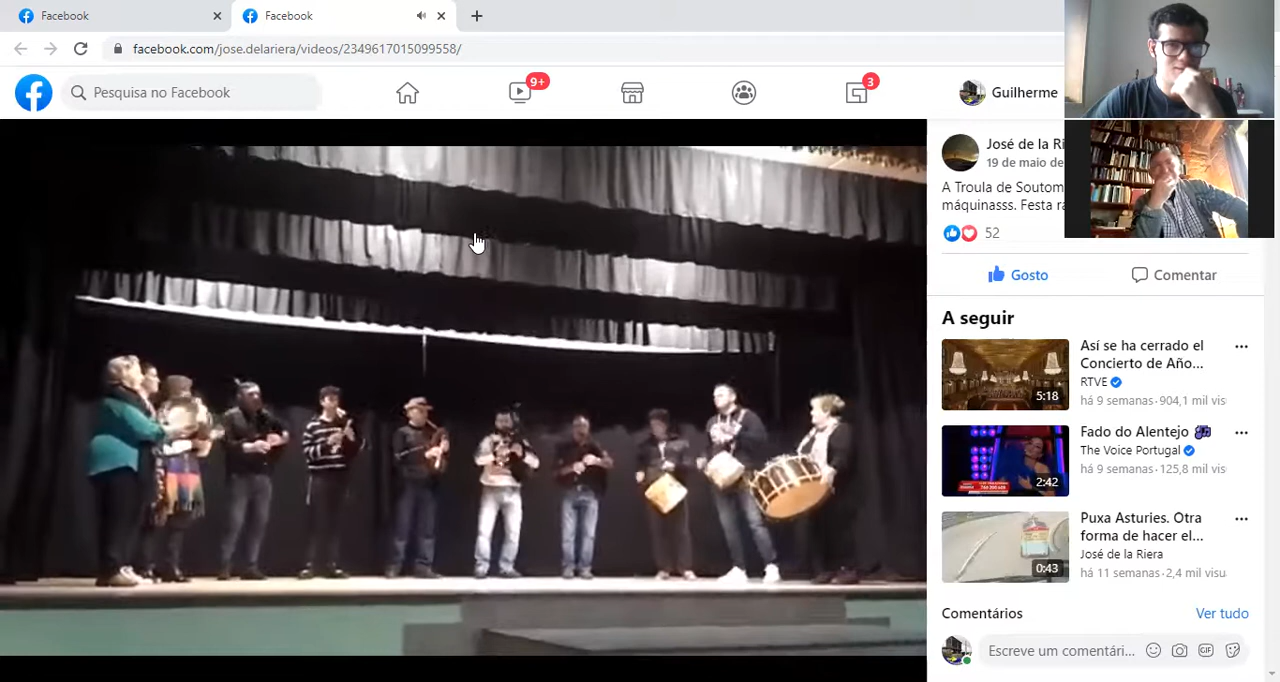 Facebook
Facebook
facebook.com/jose.delariera/videos/2349617015099558/
Pesquisa no Facebook
9+
3
Guilherme
José de la Ri
19 de maio de
A Troula de Soutom
máquinasss. Festa ra
52
Gosto
Comentar
A seguir
Así se ha cerrado el
Concierto de Año...
RTVE
há 9 semanas · 904,1 mil vis
5:18
Fado do Alentejo
The Voice Portugal
há 9 semanas · 125,8 mil vis
2:42
Puxa Asturies. Otra
forma de hacer el...
José de la Riera
há 11 semanas · 2,4 mil visu
0:43
Comentários
Ver tudo
Escreve um comentári...
GIF